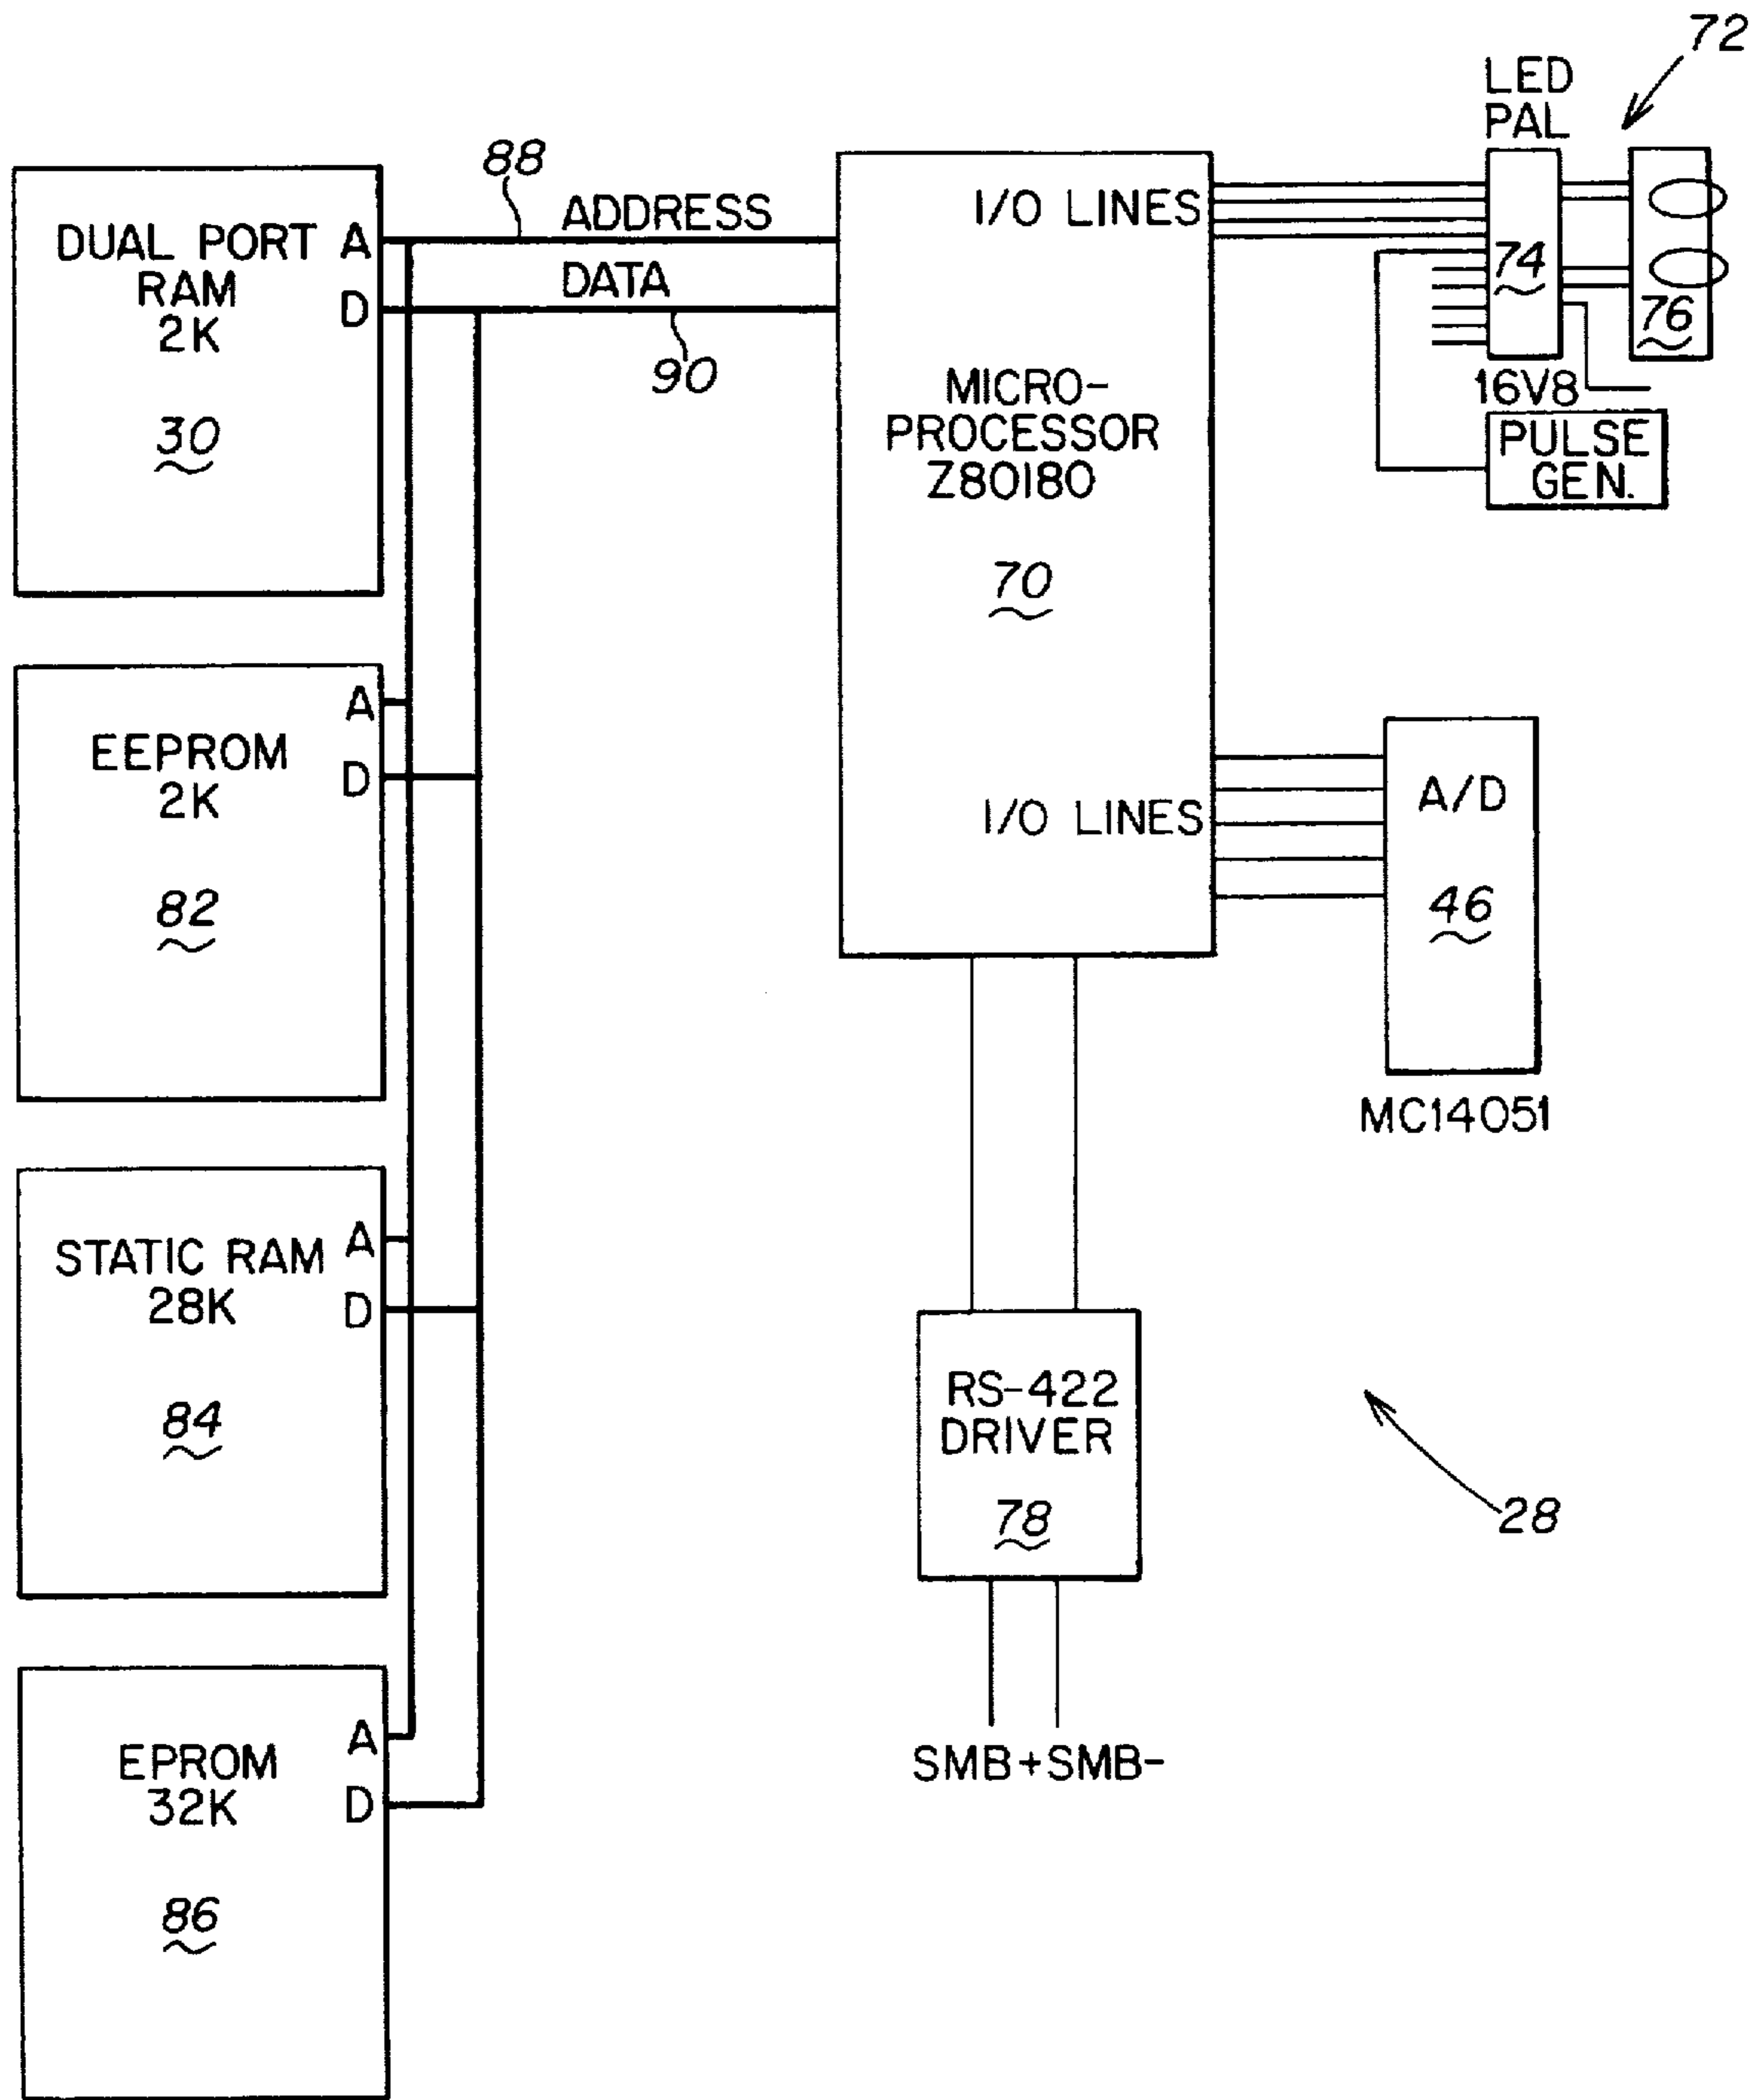 72
LED
PAL
88
ADDRESS
DATA
90
DUAL PORT
RAM
2K
A
D
30
I/O LINES
MICRO-
PROCESSOR
Z80180
70
I/O LINES
74
76
16V8
PULSE
GEN.
EEPROM
2K
A
D
82
A/D
46
MC14051
STATIC RAM
28K
A
D
84
RS-422
DRIVER
78
28
SMB+SMB-
EPROM
32K
A
D
86